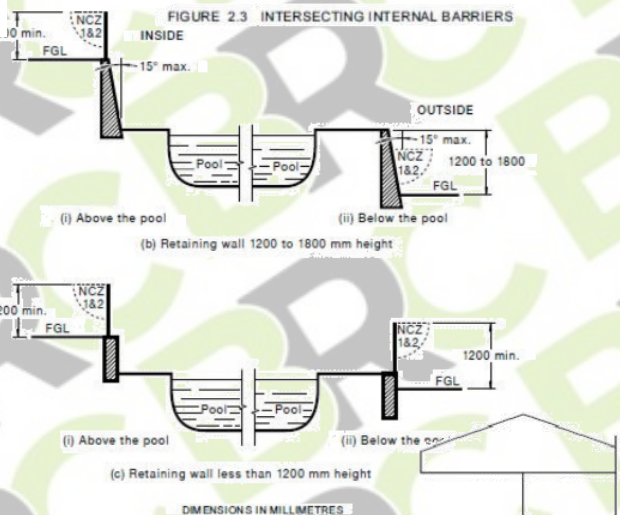 FIGURE 2.3 INTERSECTING INTERNAL BARRIERS
NCZ
1&2
00 min.
FGL
INSIDE
15° max.
Pool
Pool
OUTSIDE
15° max.
NCZ
1&2
1200 to 1800
FGL
(i) Above the pool
(ii) Below the pool
(b) Retaining wall 1200 to 1800 mm height
NCZ
1&2
200 min.
FGL
Pool
Pool
NCZ
1&2
1200 min.
FGL
(i) Above the pool
(ii) Below the
(c) Retaining wall less than 1200 mm height
DIMENSIONS IN MILLIMETRES